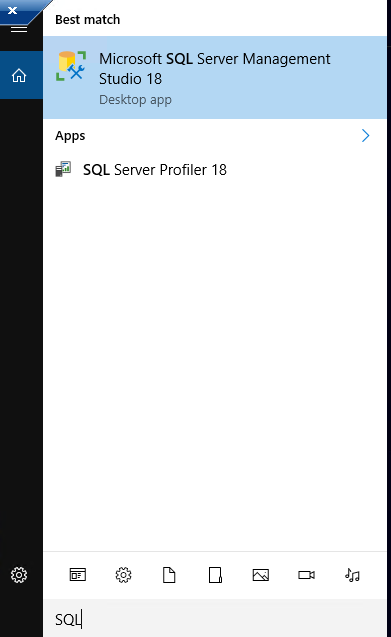 Best match
Microsoft SQL Server Management
Studio 18
Desktop app
Apps
SQL Server Profiler 18
SQL